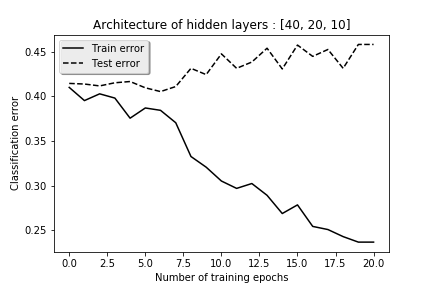 Architecture of hidden layers : [40, 20, 10]
Train error
Test error
0.45
0.40
0.35
0.30
0.25
Classification error
0.0 2.5 5.0 7.5 10.0 12.5 15.0 17.5 20.0
Number of training epochs